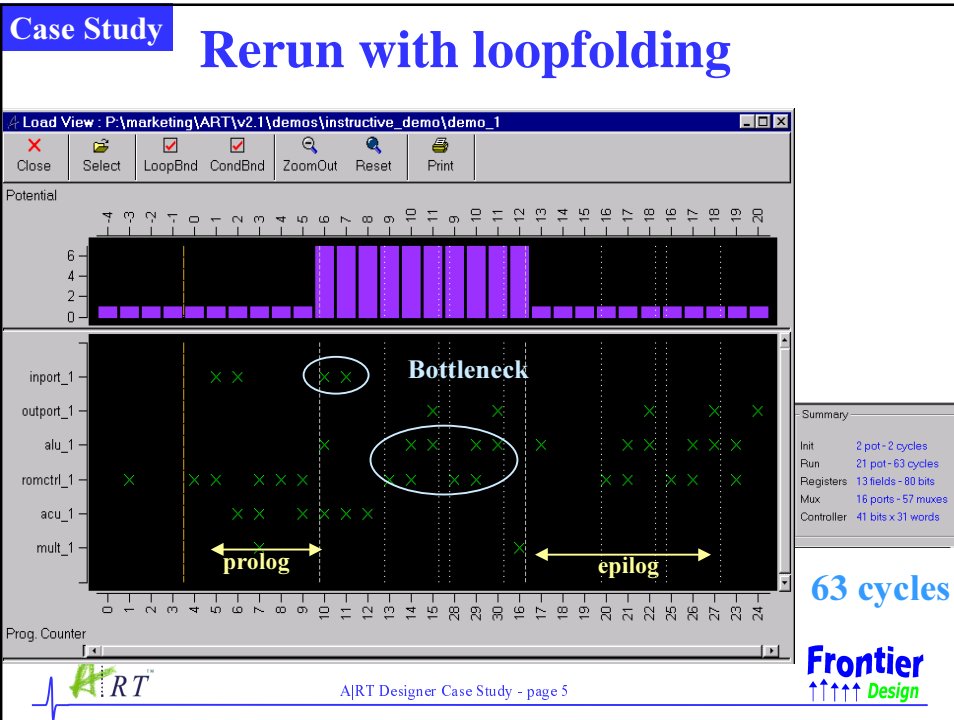 Case Study
Rerun with loopfolding
Load View : P:\marketing\ART\v2.1\demos\instructive_demo\demo_1
Close Select LoopBnd CondBnd ZoomOut Reset Print
Potential
-4 -3 -2 -1 0 1 2 3 4 5 6 7 8 9 10 11 9 10 11 12 13 14 15 16 17 18 16 17 18 19 20
6
4
2
0
Bottleneck
inport_1
outport_1
alu_1
romctrl_1
acu_1
mult_1
prolog
epilog
0 1 2 3 4 5 6 7 8 9 10 11 12 13 14 15 28 29 30 16 17 18 19 20 21 22 25 26 27 23 24
Prog. Counter
Summary
Init 2 pot - 2 cycles
Run 21 pot - 63 cycles
Registers 13 fields - 80 bits
Mux 16 ports - 57 muxes
Controller 41 bits x 31 words
63 cycles
A|RT ™
A|RT Designer Case Study - page 5
Frontier
Design